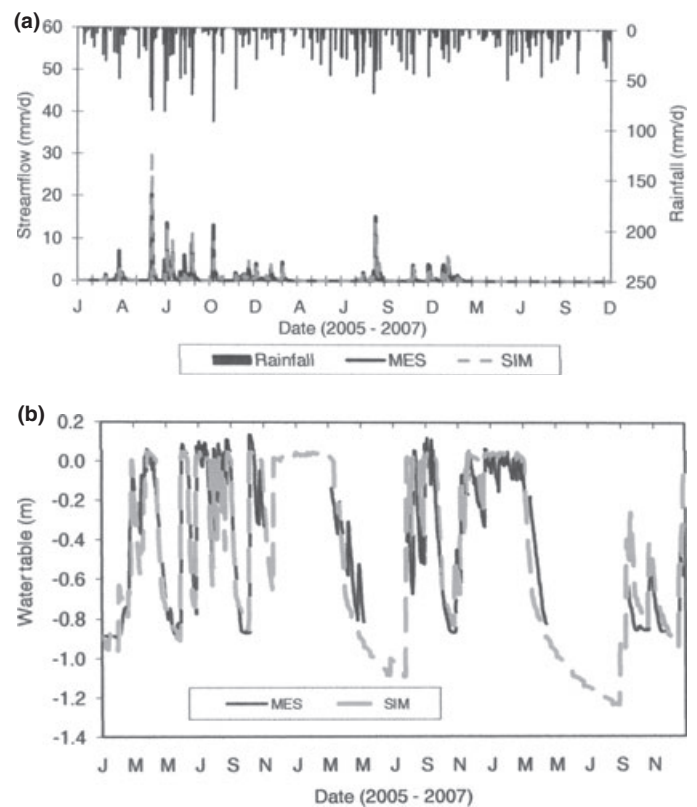 (a)
60
50
40
30
20
10
0
Streamflow (mm/d)
0
50
100
150
200
250
Rainfall (mm/d)
J A J O D M J S O D M J S D
Date (2005 - 2007)
Rainfall MES SIM
(b)
0.2
0.0
-0.2
-0.4
-0.6
-0.8
-1.0
-1.2
-1.4
Water table (m)
MES SIM
J M M J S N J M M J S N J M M J S N
Date (2005 - 2007)